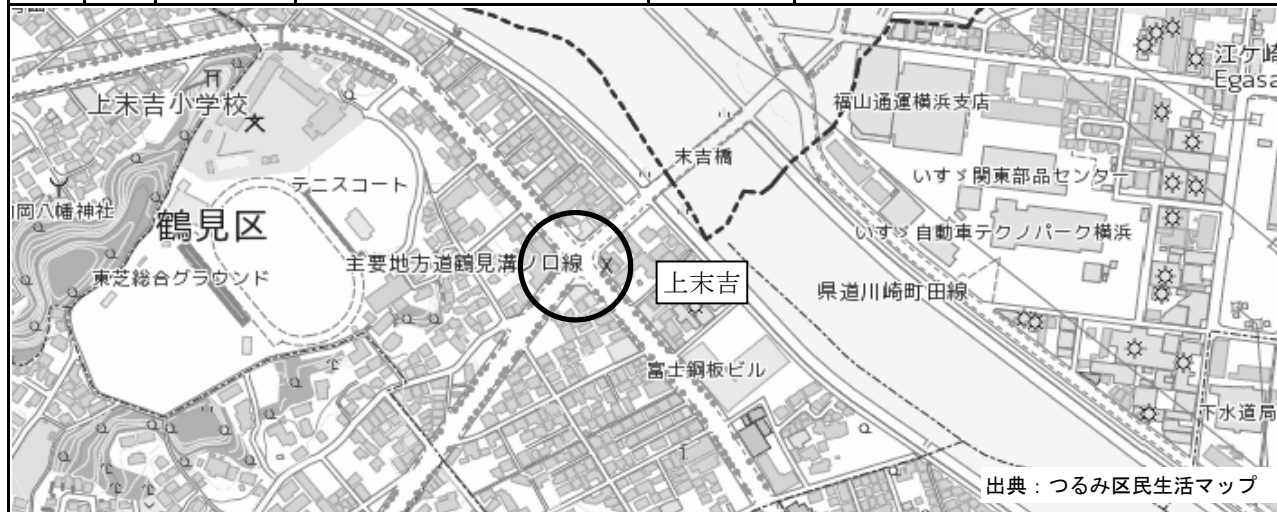 江ケ崎
Egasa
上末吉小学校
福山通運横浜支店
末吉橋
いすゞ関東部品センター
テニスコート
岡八幡神社
鶴見区
いすゞ自動車テクノパーク横浜
主要地方道鶴見溝ノ口線
東芝総合グラウンド
上末吉
県道川崎町田線
富士鋼板ビル
下水道局
出典：つるみ区民生活マップ